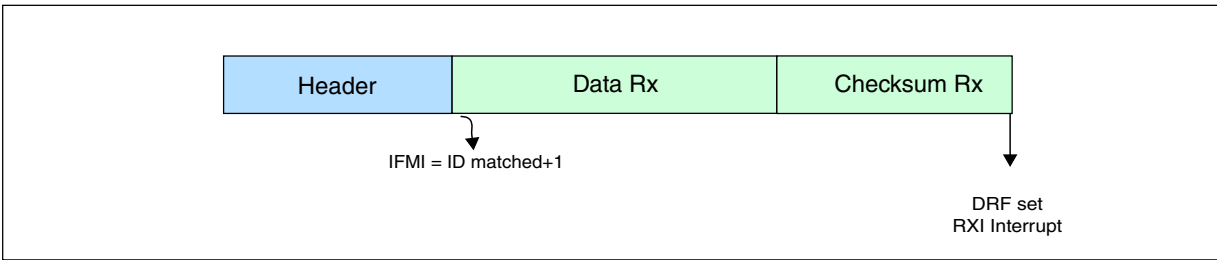 Header
Data Rx
Checksum Rx
IFMI = ID matched+1
DRF set
RXI Interrupt